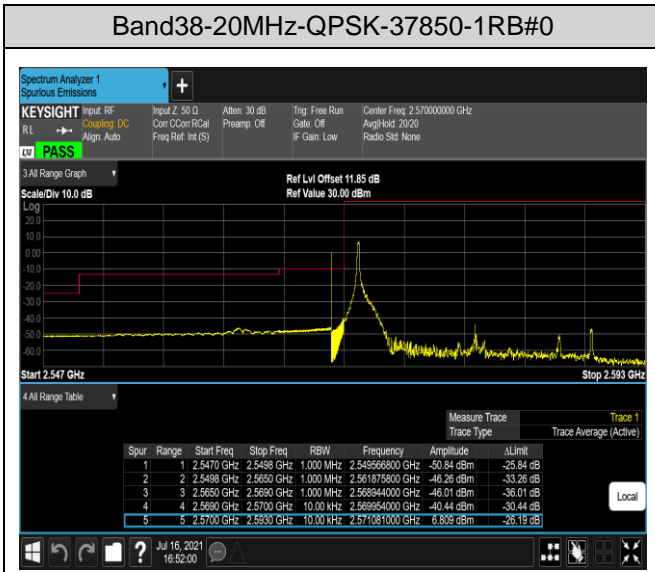 Band38-20MHz-QPSK-37850-1RB#0
Spectrum Analyzer 1
Spurious Emissions
+
KEYSIGHT Input: RF Input Z: 50 Ω Atten: 30 dB Trig: Free Run Center Freq: 2.570000000 GHz
RL Coupling: DC Corr CCorr RCal Preamp: Off Gate: Off Avg|Hold: 20/20
Align: Auto Freq Ref: Int (S) IF Gain: Low Radio Std: None
LXI PASS
3 All Range Graph
Ref Lvl Offset 11.85 dB
Scale/Div 10.0 dB Ref Value 30.00 dBm
Log
20.0
10.0
0.00
-10.0
-20.0
-30.0
-40.0
-50.0
-60.0
Start 2.547 GHz Stop 2.593 GHz
4 All Range Table
Measure Trace Trace 1
Trace Type Trace Average (Active)
Spur Range Start Freq Stop Freq RBW Frequency Amplitude ΔLimit
1 1 2.5470 GHz 2.5498 GHz 1.000 MHz 2.549566800 GHz -50.84 dBm -25.84 dB
2 2 2.5498 GHz 2.5650 GHz 1.000 MHz 2.561875800 GHz -46.26 dBm -33.26 dB
3 3 2.5650 GHz 2.5690 GHz 1.000 MHz 2.568944000 GHz -46.01 dBm -36.01 dB
4 4 2.5690 GHz 2.5700 GHz 10.00 kHz 2.569954000 GHz -40.44 dBm -30.44 dB
5 5 2.5700 GHz 2.5930 GHz 10.00 kHz 2.571081000 GHz 6.809 dBm -26.19 dB
Local
? Jul 16, 2021
16:52:00